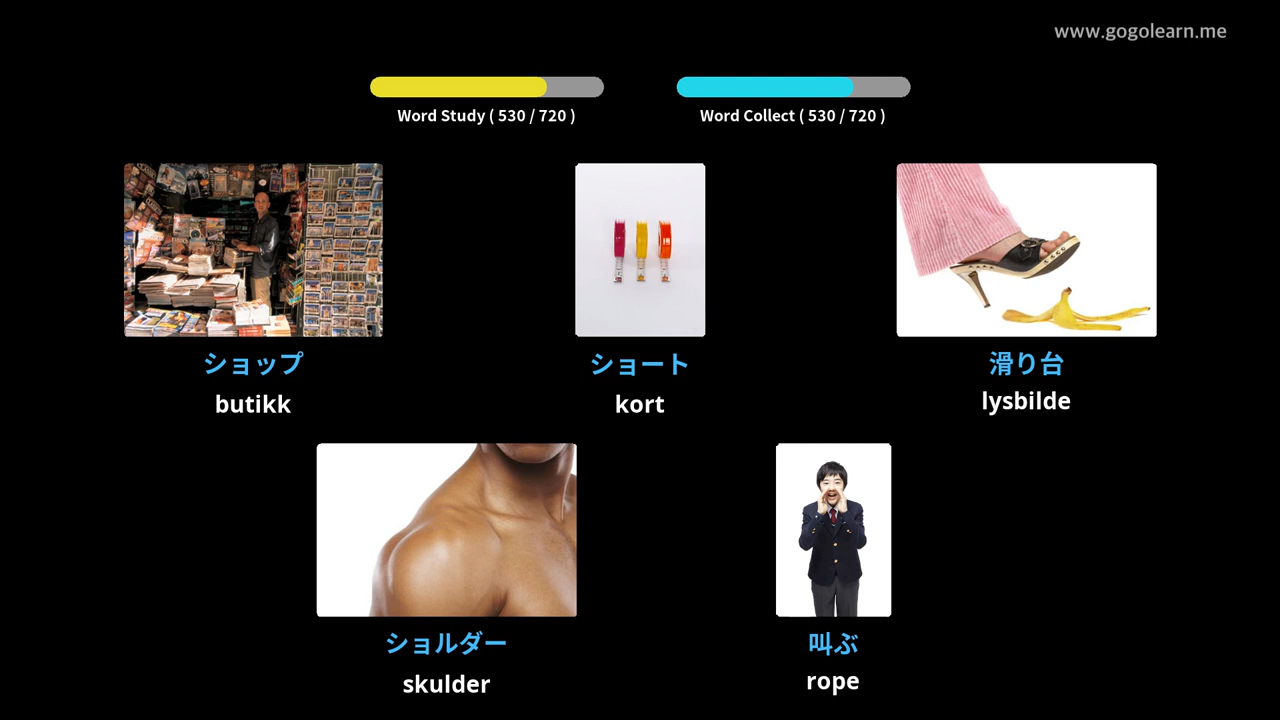 www.gogolearn.me
Word Study ( 530 / 720 )
Word Collect ( 530 / 720 )
ショップ
butikk
ショート
kort
滑り台
lysbilde
ショルダー
skulder
叫ぶ
rope